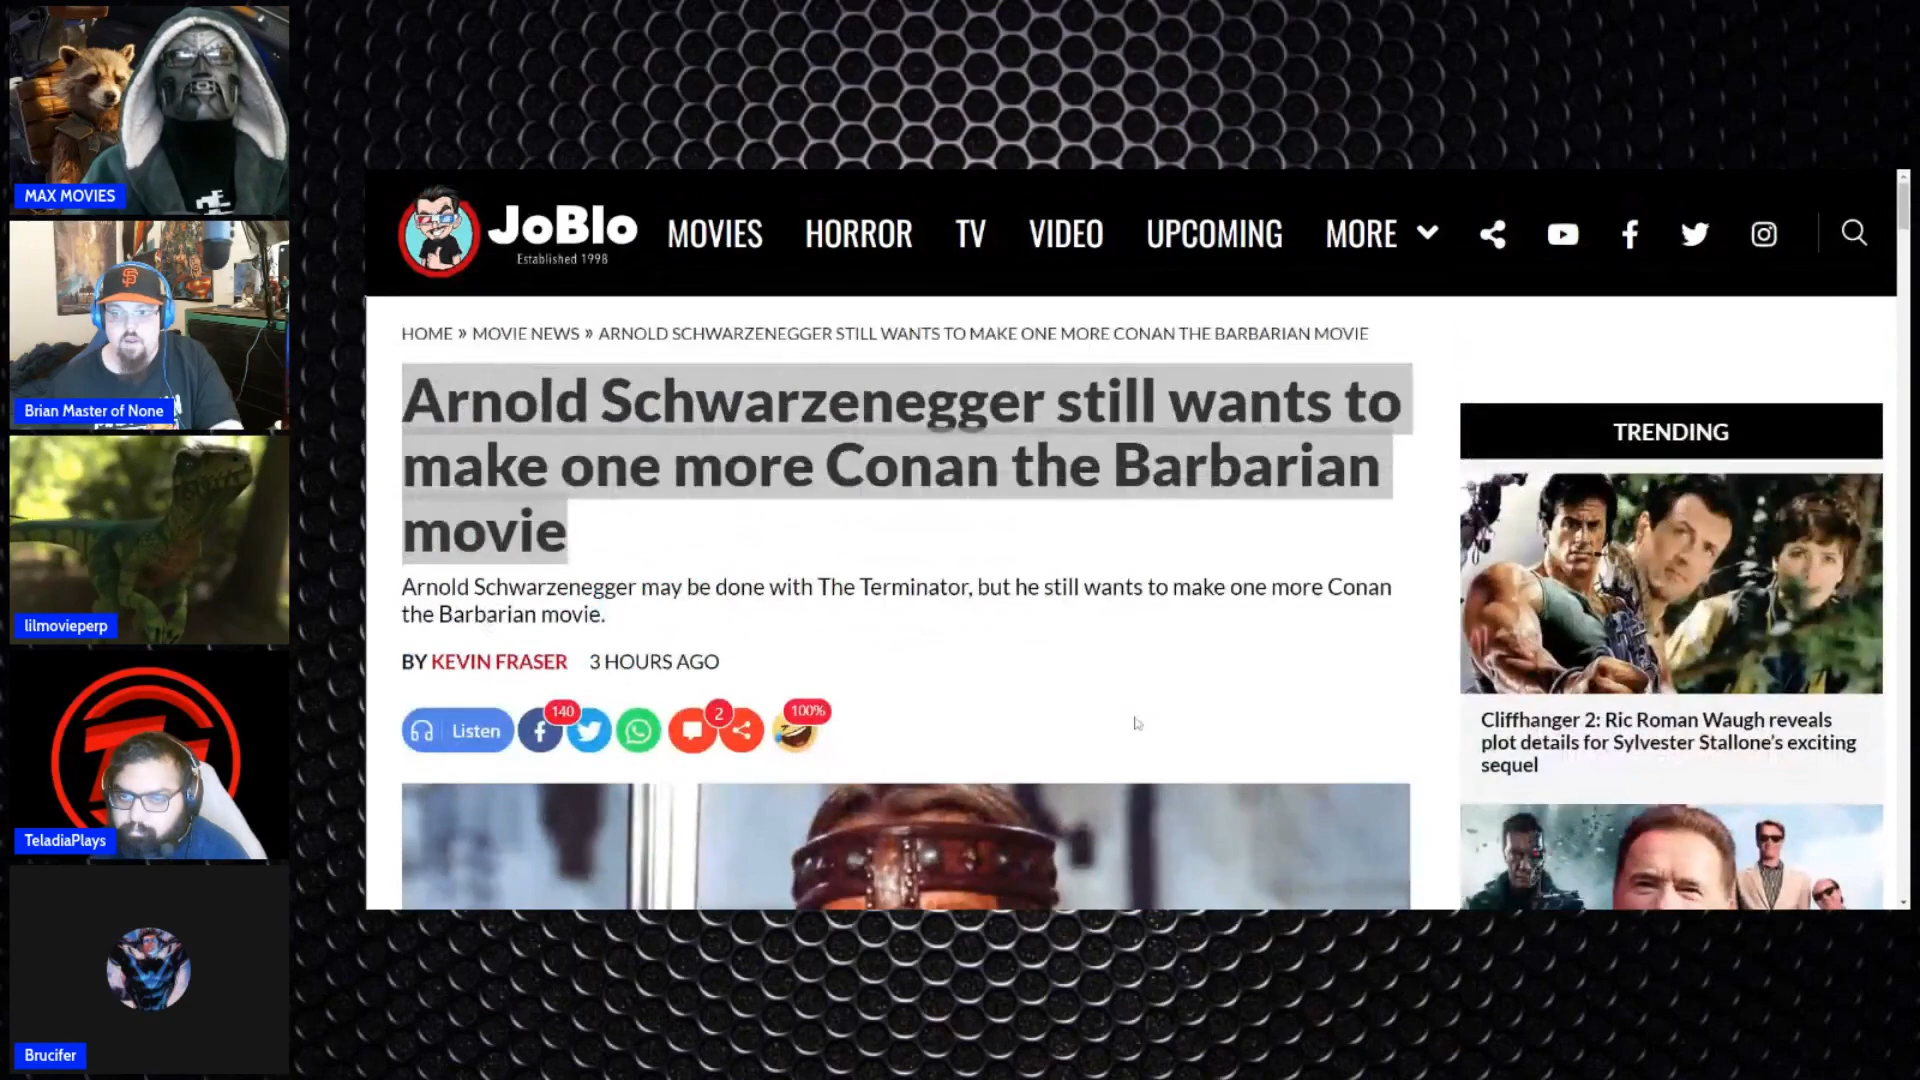 MAX MOVIES
Brian Master of None
lilmovieperp
TeladiaPlays
Brucifer
JoBlo
Established 1998
MOVIES HORROR TV VIDEO UPCOMING MORE
HOME » MOVIE NEWS » ARNOLD SCHWARZENEGGER STILL WANTS TO MAKE ONE MORE CONAN THE BARBARIAN MOVIE
Arnold Schwarzenegger still wants to
make one more Conan the Barbarian
movie
Arnold Schwarzenegger may be done with The Terminator, but he still wants to make one more Conan
the Barbarian movie.
BY KEVIN FRASER 3 HOURS AGO
Listen 140 2 100%
TRENDING
Cliffhanger 2: Ric Roman Waugh reveals
plot details for Sylvester Stallone's exciting
sequel